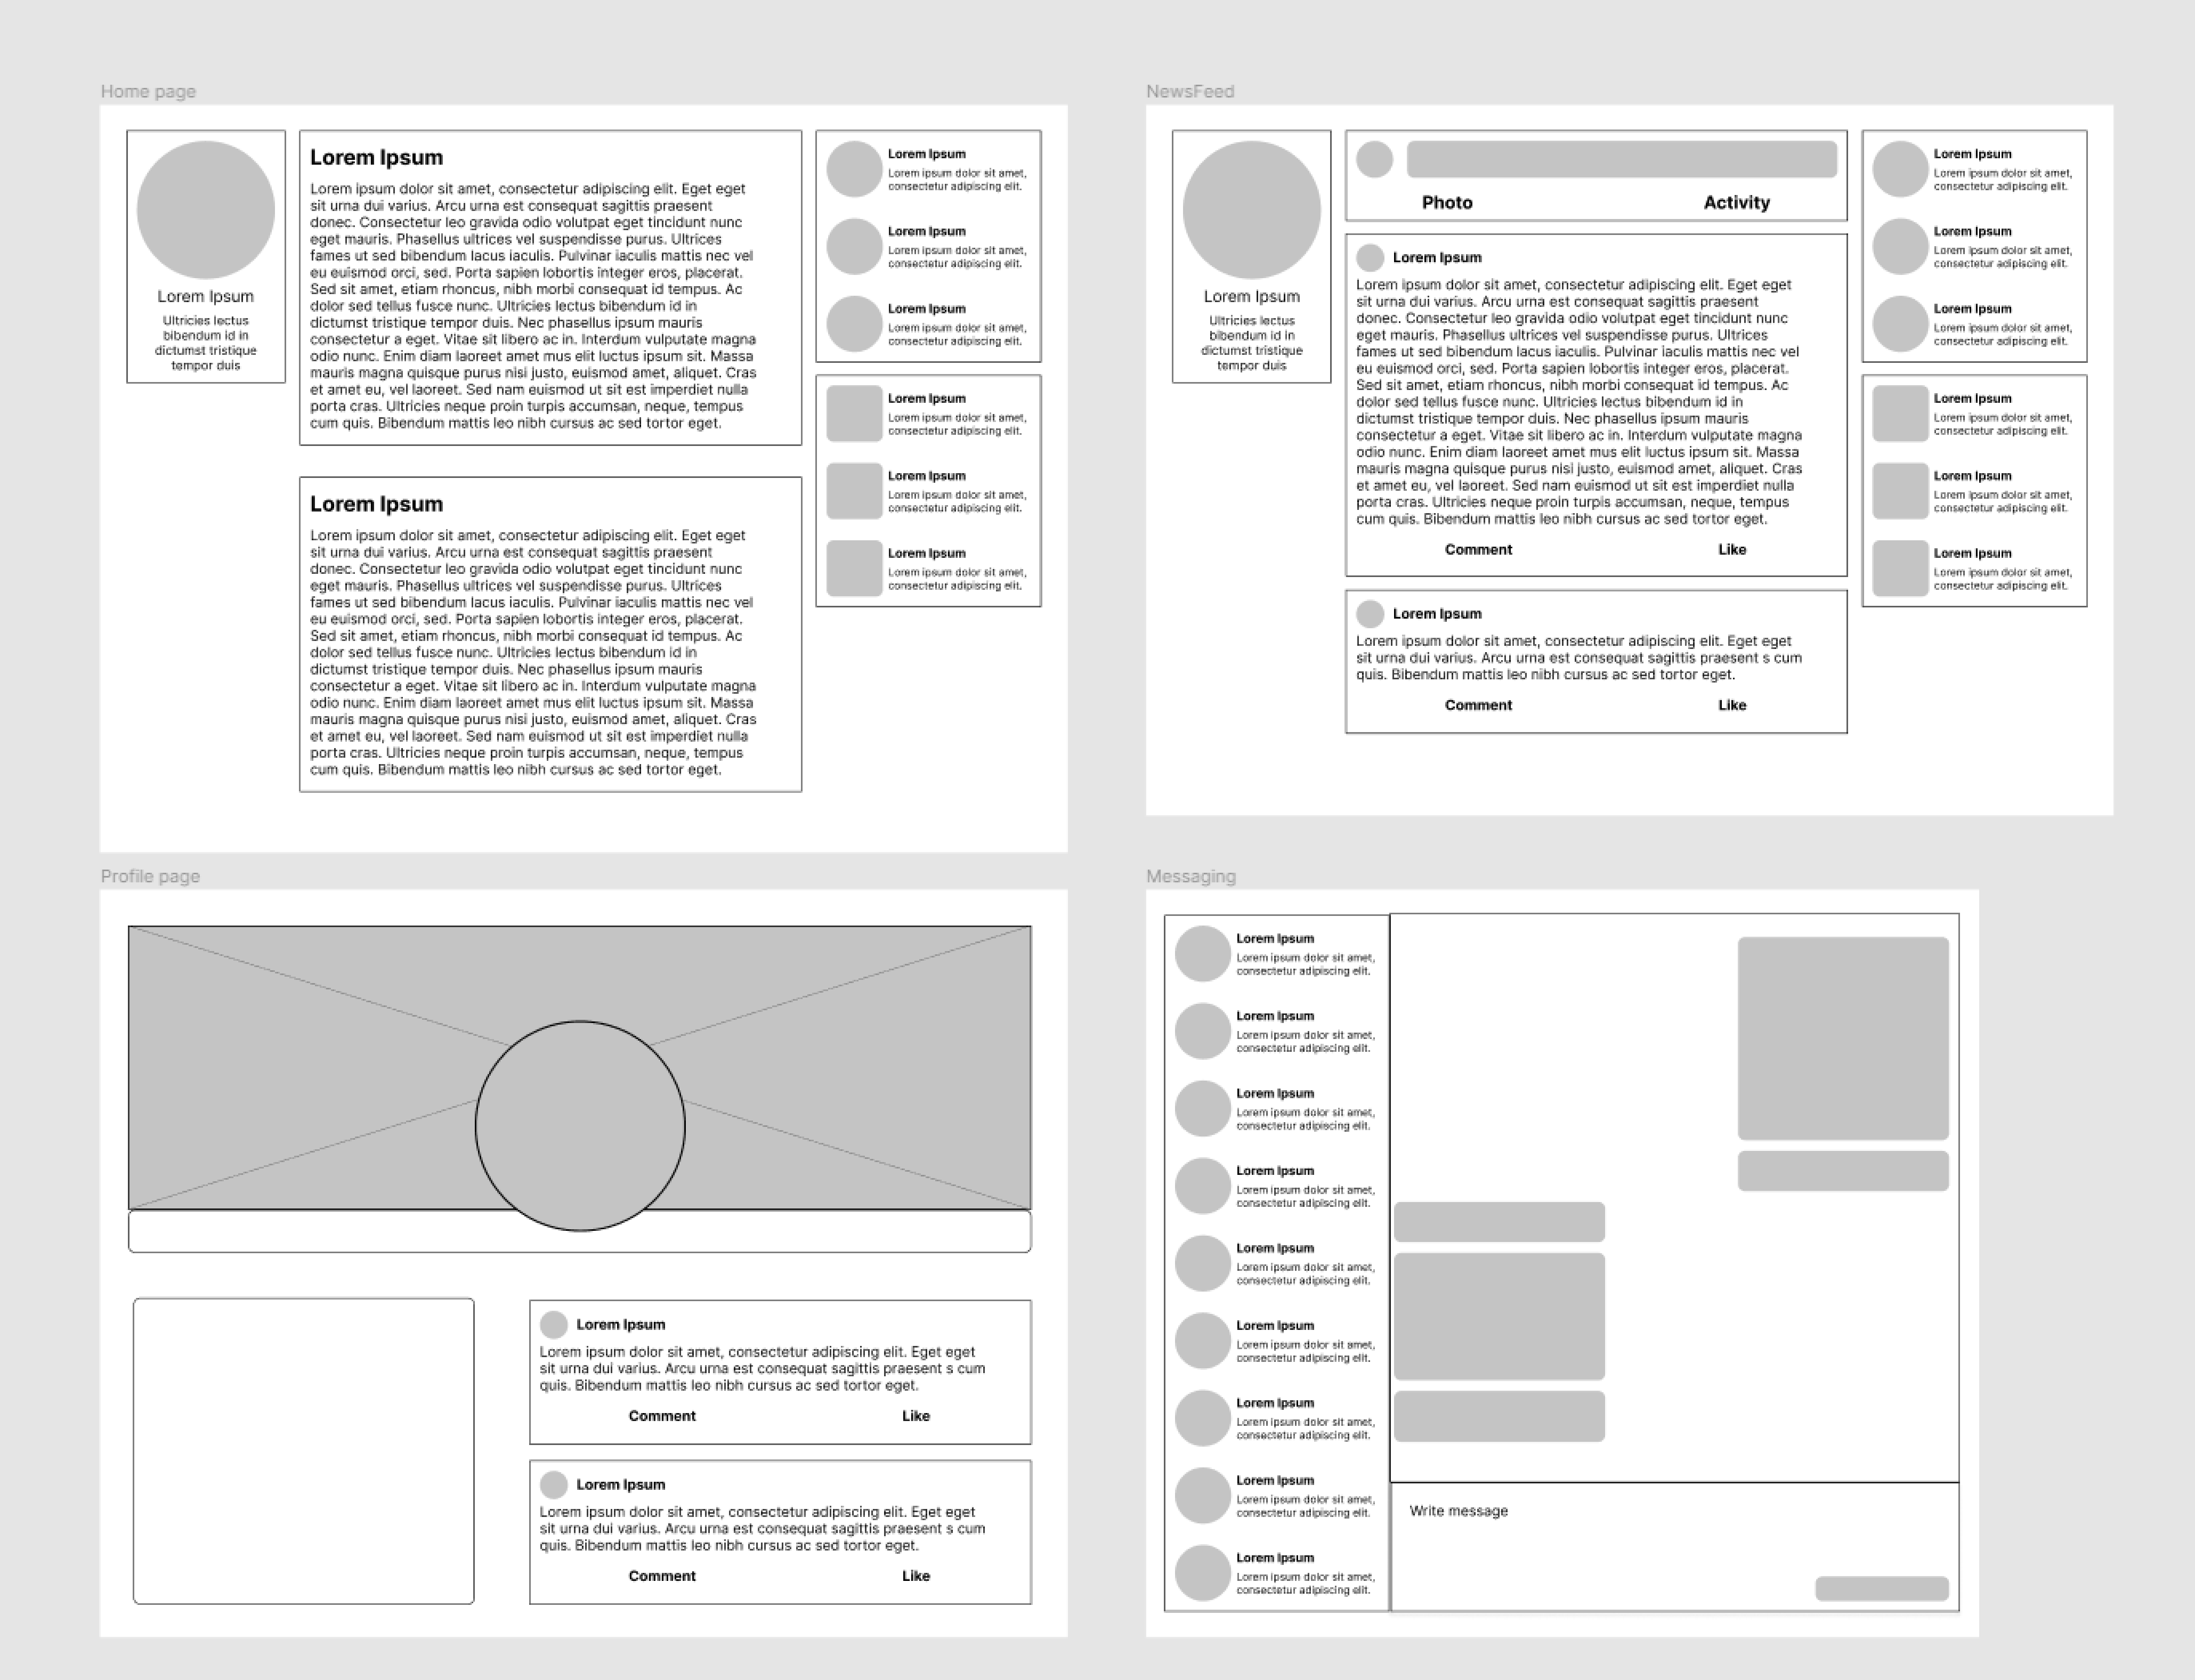 Home page
Lorem Ipsum
Ultricies lectus
bibendum id in
dictumst tristique
tempor duis
Lorem Ipsum
Lorem ipsum dolor sit amet, consectetur adipiscing elit. Eget eget
sit urna dui varius. Arcu urna est consequat sagittis praesent
donec. Consectetur leo gravida odio volutpat eget tincidunt nunc
eget mauris. Phasellus ultrices vel suspendisse purus. Ultrices
fames ut sed bibendum lacus iaculis. Pulvinar iaculis mattis nec vel
eu euismod orci, sed. Porta sapien lobortis integer eros, placerat.
Sed sit amet, etiam rhoncus, nibh morbi consequat id tempus. Ac
dolor sed tellus fusce nunc. Ultricies lectus bibendum id in
dictumst tristique tempor duis. Nec phasellus ipsum mauris
consectetur a eget. Vitae sit libero ac in. Interdum vulputate magna
odio nunc. Enim diam laoreet amet mus elit luctus ipsum sit. Massa
mauris magna quisque purus nisi justo, euismod amet, aliquet. Cras
et amet eu, vel laoreet. Sed nam euismod ut sit est imperdiet nulla
porta cras. Ultricies neque proin turpis accumsan, neque, tempus
cum quis. Bibendum mattis leo nibh cursus ac sed tortor eget.
Lorem Ipsum
Lorem ipsum dolor sit amet, consectetur adipiscing elit. Eget eget
sit urna dui varius. Arcu urna est consequat sagittis praesent
donec. Consectetur leo gravida odio volutpat eget tincidunt nunc
eget mauris. Phasellus ultrices vel suspendisse purus. Ultrices
fames ut sed bibendum lacus iaculis. Pulvinar iaculis mattis nec vel
eu euismod orci, sed. Porta sapien lobortis integer eros, placerat.
Sed sit amet, etiam rhoncus, nibh morbi consequat id tempus. Ac
dolor sed tellus fusce nunc. Ultricies lectus bibendum id in
dictumst tristique tempor duis. Nec phasellus ipsum mauris
consectetur a eget. Vitae sit libero ac in. Interdum vulputate magna
odio nunc. Enim diam laoreet amet mus elit luctus ipsum sit. Massa
mauris magna quisque purus nisi justo, euismod amet, aliquet. Cras
et amet eu, vel laoreet. Sed nam euismod ut sit est imperdiet nulla
porta cras. Ultricies neque proin turpis accumsan, neque, tempus
cum quis. Bibendum mattis leo nibh cursus ac sed tortor eget.
Lorem Ipsum
Lorem ipsum dolor sit amet,
consectetur adipiscing elit.
Lorem Ipsum
Lorem ipsum dolor sit amet,
consectetur adipiscing elit.
Lorem Ipsum
Lorem ipsum dolor sit amet,
consectetur adipiscing elit.
Lorem Ipsum
Lorem ipsum dolor sit amet,
consectetur adipiscing elit.
Lorem Ipsum
Lorem ipsum dolor sit amet,
consectetur adipiscing elit.
Lorem Ipsum
Lorem ipsum dolor sit amet,
consectetur adipiscing elit.
NewsFeed
Lorem Ipsum
Ultricies lectus
bibendum id in
dictumst tristique
tempor duis
Photo Activity
Lorem Ipsum
Lorem ipsum dolor sit amet, consectetur adipiscing elit. Eget eget
sit urna dui varius. Arcu urna est consequat sagittis praesent
donec. Consectetur leo gravida odio volutpat eget tincidunt nunc
eget mauris. Phasellus ultrices vel suspendisse purus. Ultrices
fames ut sed bibendum lacus iaculis. Pulvinar iaculis mattis nec vel
eu euismod orci, sed. Porta sapien lobortis integer eros, placerat.
Sed sit amet, etiam rhoncus, nibh morbi consequat id tempus. Ac
dolor sed tellus fusce nunc. Ultricies lectus bibendum id in
dictumst tristique tempor duis. Nec phasellus ipsum mauris
consectetur a eget. Vitae sit libero ac in. Interdum vulputate magna
odio nunc. Enim diam laoreet amet mus elit luctus ipsum sit. Massa
mauris magna quisque purus nisi justo, euismod amet, aliquet. Cras
et amet eu, vel laoreet. Sed nam euismod ut sit est imperdiet nulla
porta cras. Ultricies neque proin turpis accumsan, neque, tempus
cum quis. Bibendum mattis leo nibh cursus ac sed tortor eget.
Comment Like
Lorem Ipsum
Lorem ipsum dolor sit amet, consectetur adipiscing elit. Eget eget
sit urna dui varius. Arcu urna est consequat sagittis praesent s cum
quis. Bibendum mattis leo nibh cursus ac sed tortor eget.
Comment Like
Lorem Ipsum
Lorem ipsum dolor sit amet,
consectetur adipiscing elit.
Lorem Ipsum
Lorem ipsum dolor sit amet,
consectetur adipiscing elit.
Lorem Ipsum
Lorem ipsum dolor sit amet,
consectetur adipiscing elit.
Lorem Ipsum
Lorem ipsum dolor sit amet,
consectetur adipiscing elit.
Lorem Ipsum
Lorem ipsum dolor sit amet,
consectetur adipiscing elit.
Lorem Ipsum
Lorem ipsum dolor sit amet,
consectetur adipiscing elit.
Profile page
Lorem Ipsum
Lorem ipsum dolor sit amet, consectetur adipiscing elit. Eget eget
sit urna dui varius. Arcu urna est consequat sagittis praesent s cum
quis. Bibendum mattis leo nibh cursus ac sed tortor eget.
Comment Like
Lorem Ipsum
Lorem ipsum dolor sit amet, consectetur adipiscing elit. Eget eget
sit urna dui varius. Arcu urna est consequat sagittis praesent s cum
quis. Bibendum mattis leo nibh cursus ac sed tortor eget.
Comment Like
Messaging
Lorem Ipsum
Lorem ipsum dolor sit amet,
consectetur adipiscing elit.
Lorem Ipsum
Lorem ipsum dolor sit amet,
consectetur adipiscing elit.
Lorem Ipsum
Lorem ipsum dolor sit amet,
consectetur adipiscing elit.
Lorem Ipsum
Lorem ipsum dolor sit amet,
consectetur adipiscing elit.
Lorem Ipsum
Lorem ipsum dolor sit amet,
consectetur adipiscing elit.
Lorem Ipsum
Lorem ipsum dolor sit amet,
consectetur adipiscing elit.
Lorem Ipsum
Lorem ipsum dolor sit amet,
consectetur adipiscing elit.
Lorem Ipsum
Lorem ipsum dolor sit amet,
consectetur adipiscing elit.
Lorem Ipsum
Lorem ipsum dolor sit amet,
consectetur adipiscing elit.
Write message